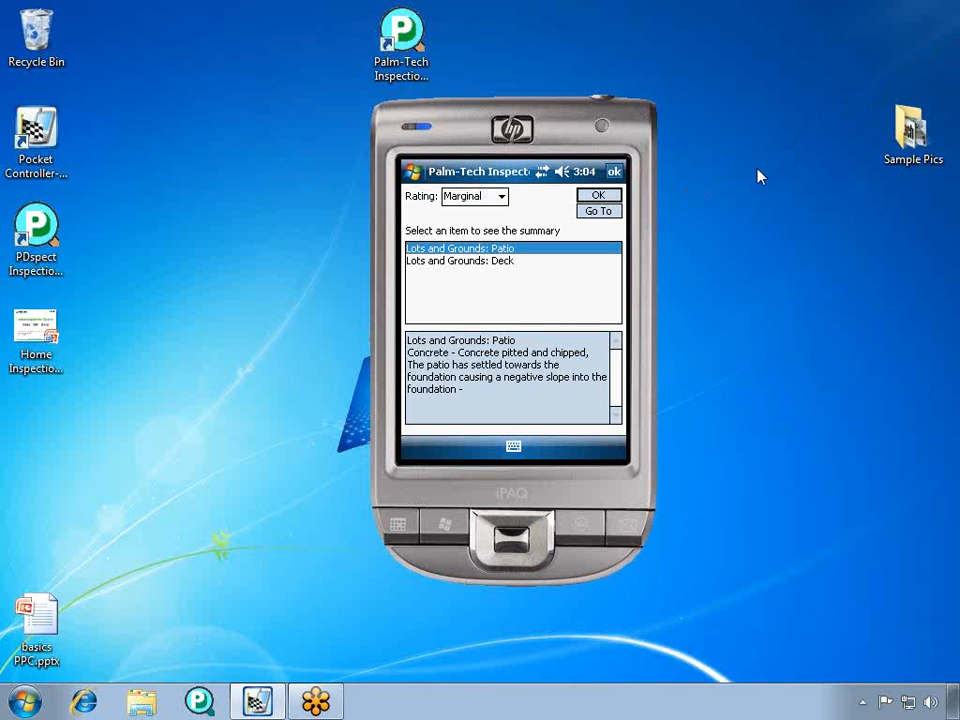 Recycle Bin
Palm-Tech
Inspectio...
Pocket
Controller-...
Sample Pics
PDspect
Inspectio...
Home
Inspectio...
basics
PPC.pptx
hp
Palm-Tech Inspect 3:04 ok
Rating: Marginal OK
Go To
Select an item to see the summary
Lots and Grounds: Patio
Lots and Grounds: Deck
Lots and Grounds: Patio
Concrete - Concrete pitted and chipped,
The patio has settled towards the
foundation causing a negative slope into the
foundation -
iPAQ